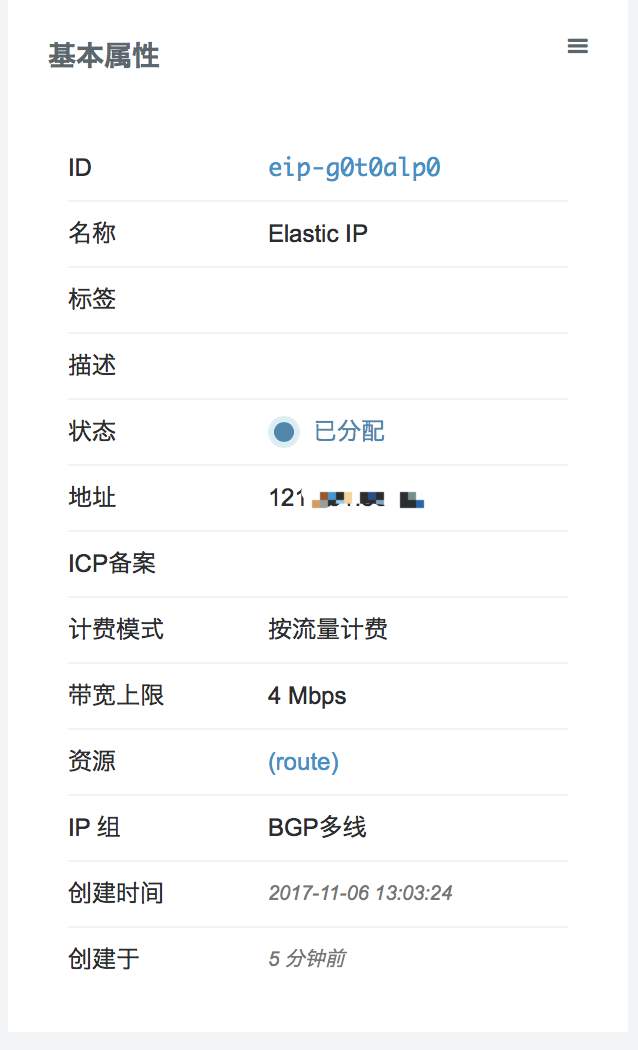 基本属性
ID eip-g0t0alp0
名称 Elastic IP
标签
描述
状态 已分配
地址 121
ICP备案
计费模式 按流量计费
带宽上限 4 Mbps
资源 (route)
IP 组 BGP多线
创建时间 2017-11-06 13:03:24
创建于 5 分钟前